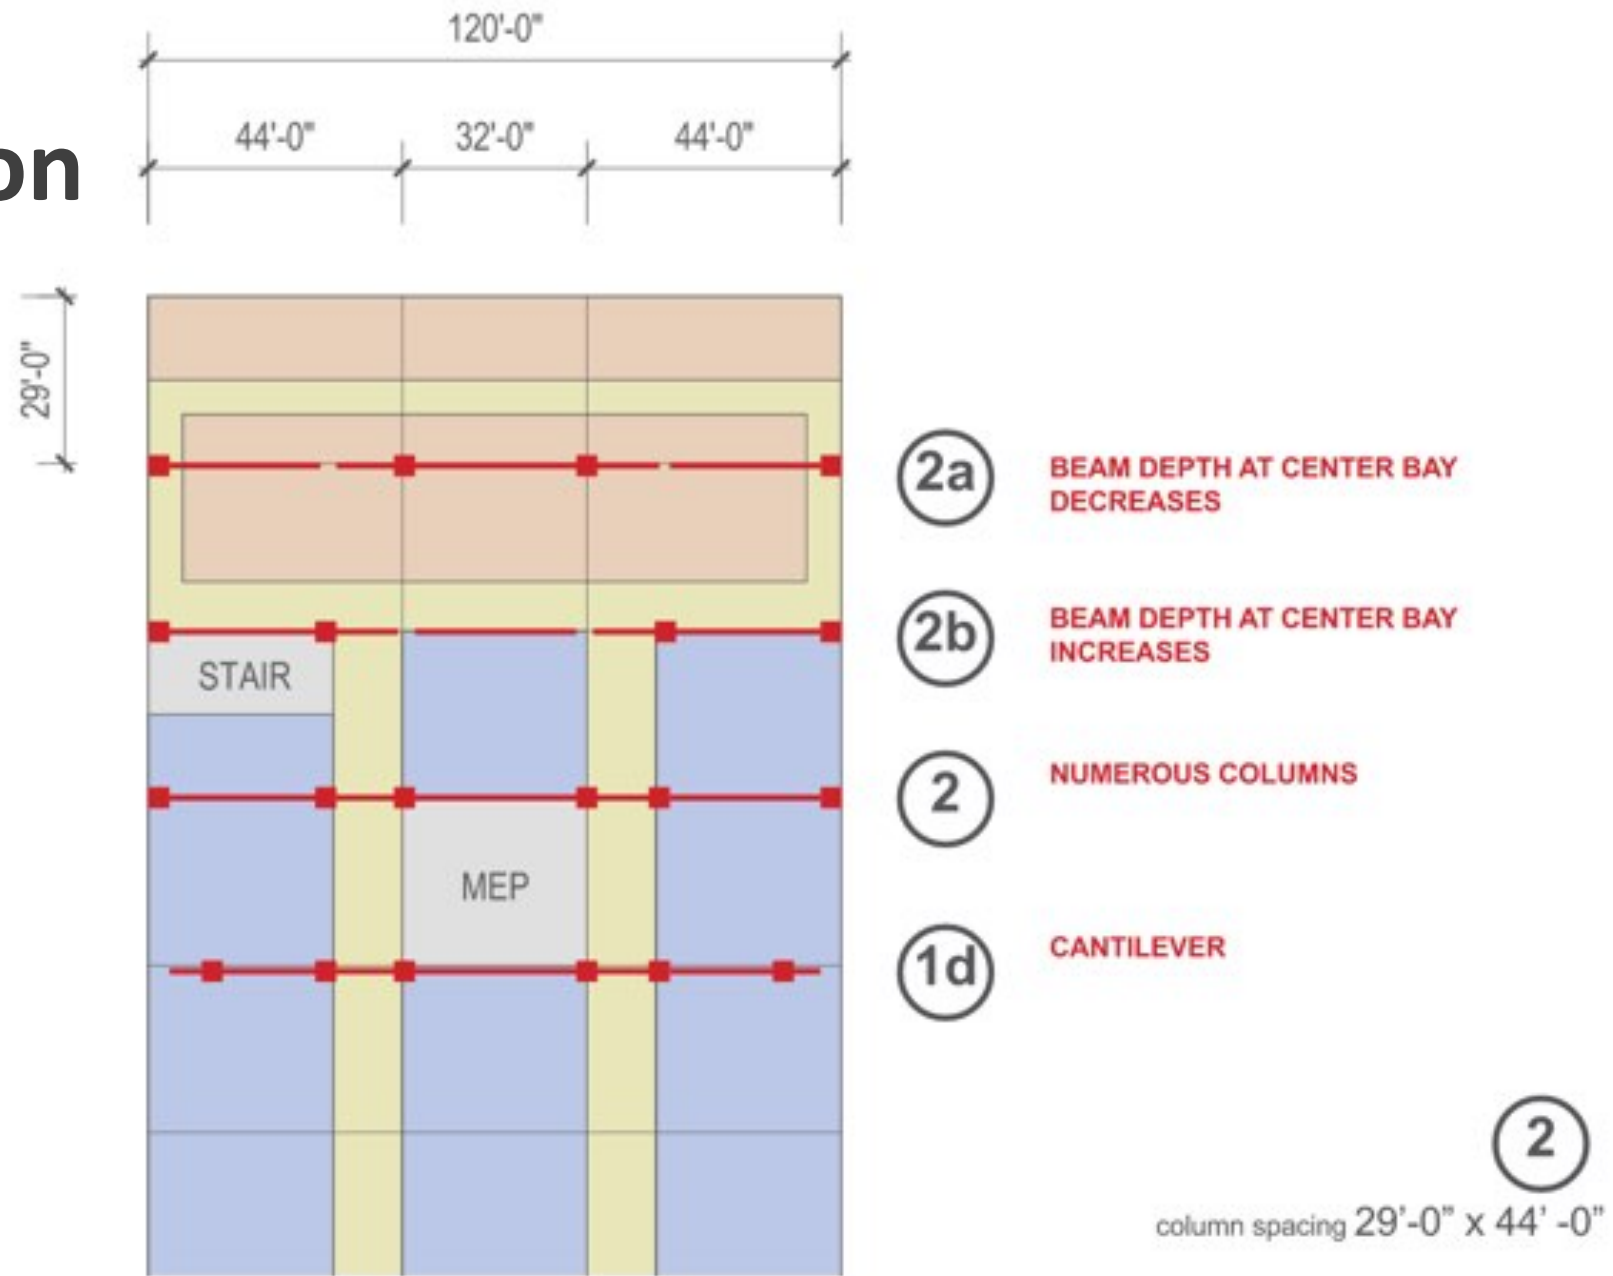 120'-0"
44'-0" 32'-0" 44'-0"
on
29'-0"
2a BEAM DEPTH AT CENTER BAY
DECREASES
2b BEAM DEPTH AT CENTER BAY
INCREASES
STAIR
2 NUMEROUS COLUMNS
MEP
1d CANTILEVER
2
column spacing 29'-0" x 44' -0"